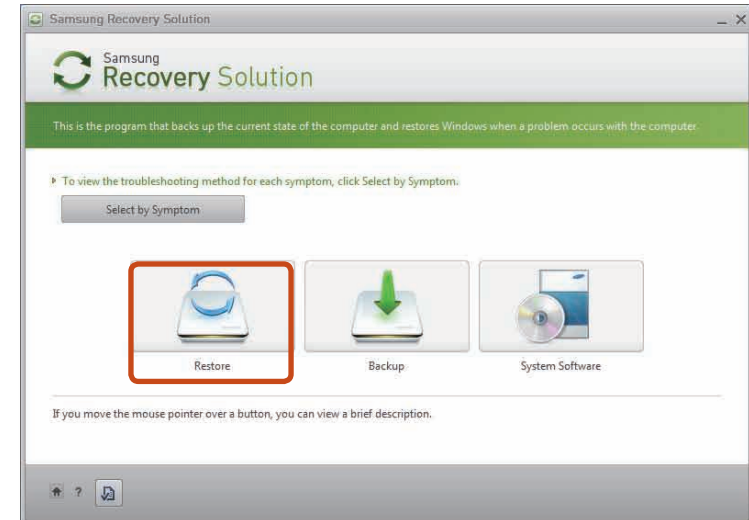 Samsung Recovery Solution
Samsung
Recovery Solution
This is the program that backs up the current state of the computer and restores Windows when a problem occurs with the computer.
To view the troubleshooting method for each symptom, click Select by Symptom.
Select by Symptom
Restore
Backup
System Software
If you move the mouse pointer over a button, you can view a brief description.
?